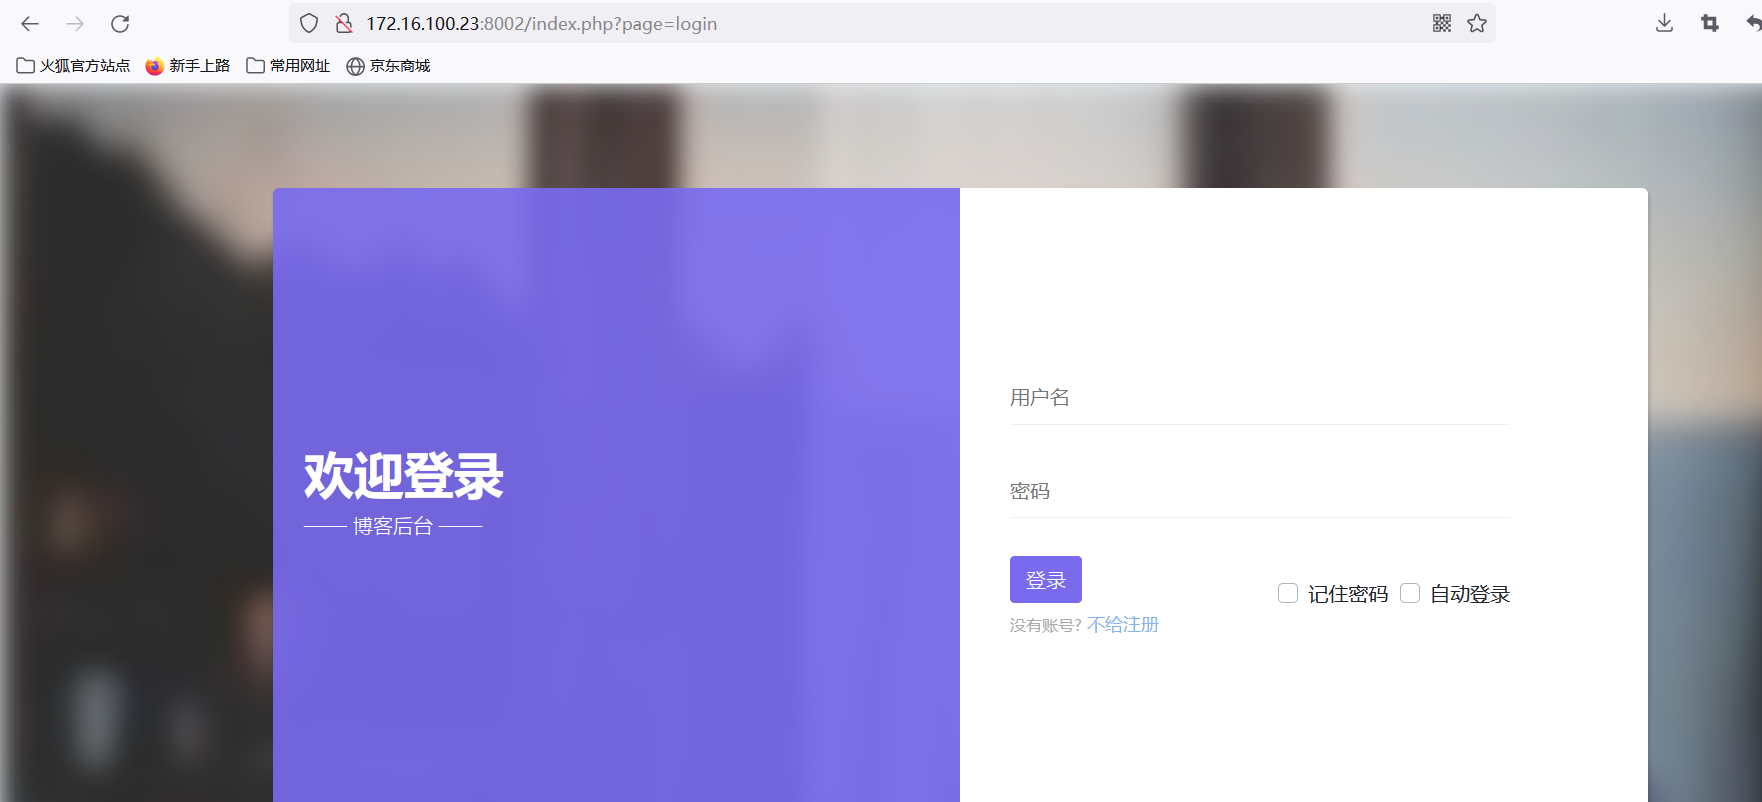 172.16.100.23:8002/index.php?page=login
火狐官方站点 新手上路 常用网址 京东商城
用户名
欢迎登录
密码
博客后台
登录
记住密码 自动登录
没有账号? 不给注册